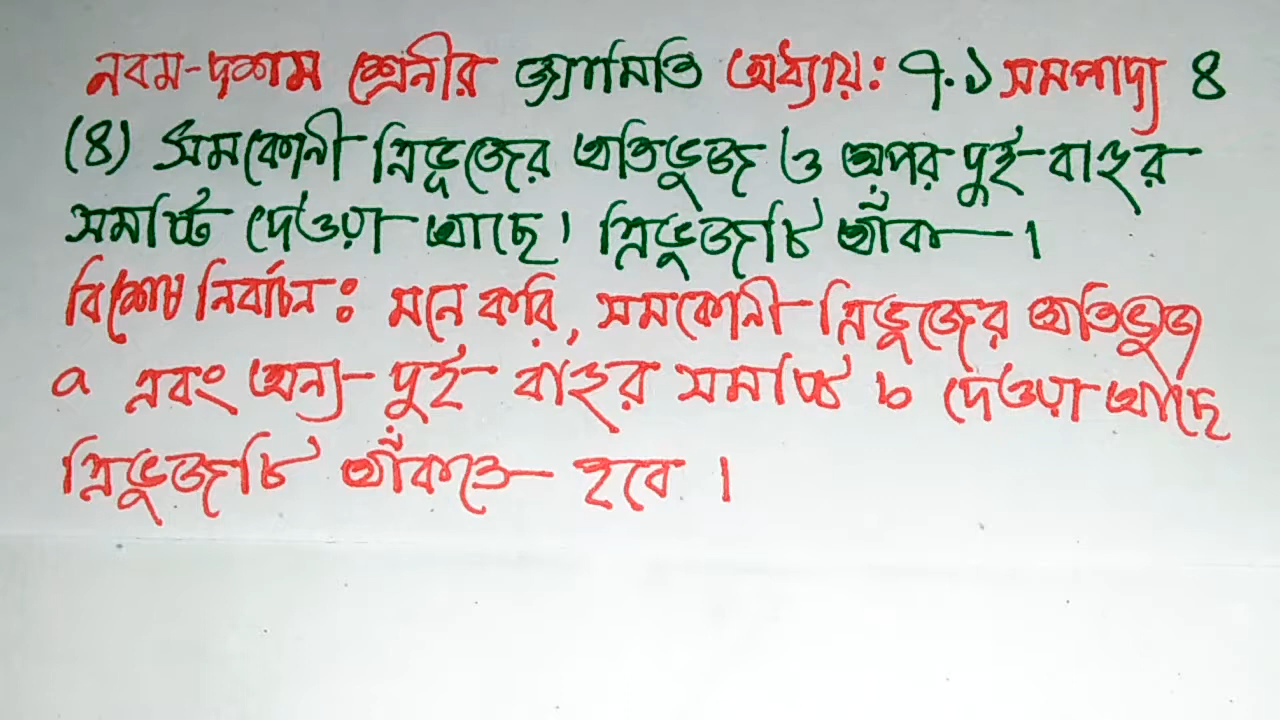 নবম-দশম শ্রেনীর জ্যামিতি অধ্যায়: ৭.১ সমপাদ্য ৪
(৪) সমকোনী ত্রিভূজের অতিভুজ ও অপর দুই বাহুর
সমষ্টি দেওয়া আছে। ত্রিভুজটি আঁক।
বিশেষ নির্বাচন: মনে করি, সমকোনী ত্রিভুজের অতিভুজ
a এবং অন্য দুই বাহুর সমষ্টি b দেওয়া আছে
ত্রিভুজটি আঁকতে হবে।